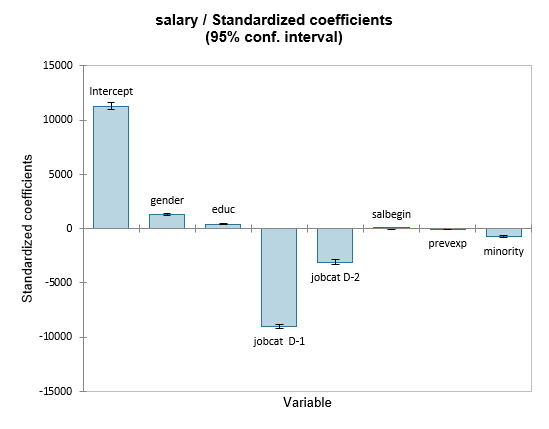 salary / Standardized coefficients
(95% conf. interval)
15000
10000
5000
0
-5000
-10000
-15000
Standardized coefficients
Intercept
gender
educ
jobcat  D-1
jobcat D-2
salbegin
prevexp
minority
Variable